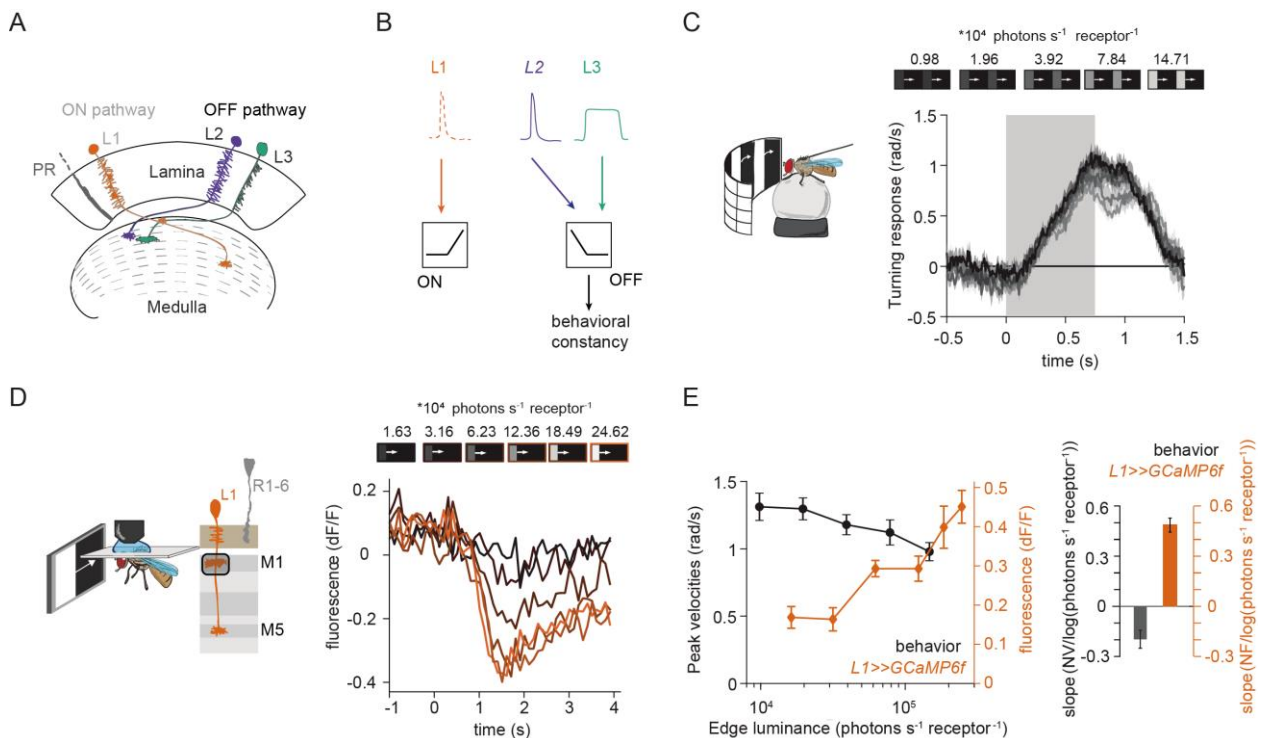 A
ON pathway
OFF pathway
L1
L2
L3
PR
Lamina
Medulla
B
L1
L2
L3
ON
OFF
behavioral
constancy
C
*10⁴ photons s⁻¹ receptor⁻¹
0.98 1.96 3.92 7.84 14.71
Turning response (rad/s)
1.5
1
0.5
0
-0.5
-0.5 0 0.5 1 1.5
time (s)
D
L1
R1-6
M1
M5
*10⁴ photons s⁻¹ receptor⁻¹
1.63 3.16 6.23 12.36 18.49 24.62
fluorescence (dF/F)
0.2
0
-0.2
-0.4
-1 0 1 2 3 4
time (s)
E
Peak velocities (rad/s)
1.5
1
0.5
0
10⁴ 10⁵
Edge luminance (photons s⁻¹ receptor⁻¹)
behavior
L1>>GCaMP6f
0.5
0.4
0.3
0.2
0.1
0
fluorescence (dF/F)
behavior
L1>>GCaMP6f
slope (NV/log(photons s⁻¹ receptor⁻¹))
0.6
0.3
0
-0.3
0.6
0.3
0
-0.3
slope (NF/log(photons s⁻¹ receptor⁻¹))